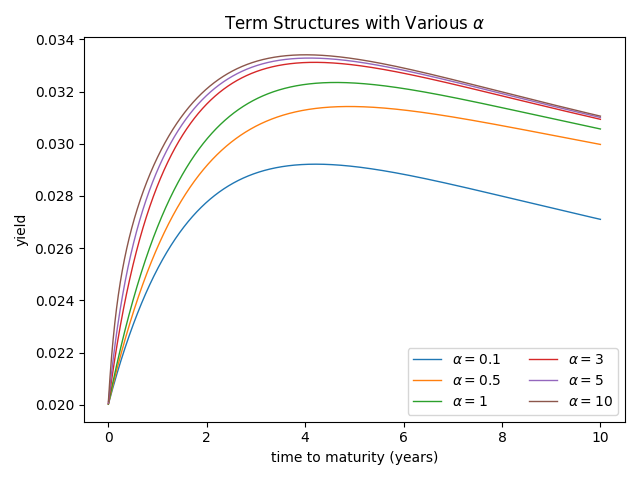 Term Structures with Various α
0.034
0.032
0.030
0.028
0.026
0.024
0.022
0.020
yield
0 2 4 6 8 10
time to maturity (years)
α = 0.1 α = 3
α = 0.5 α = 5
α = 1 α = 10